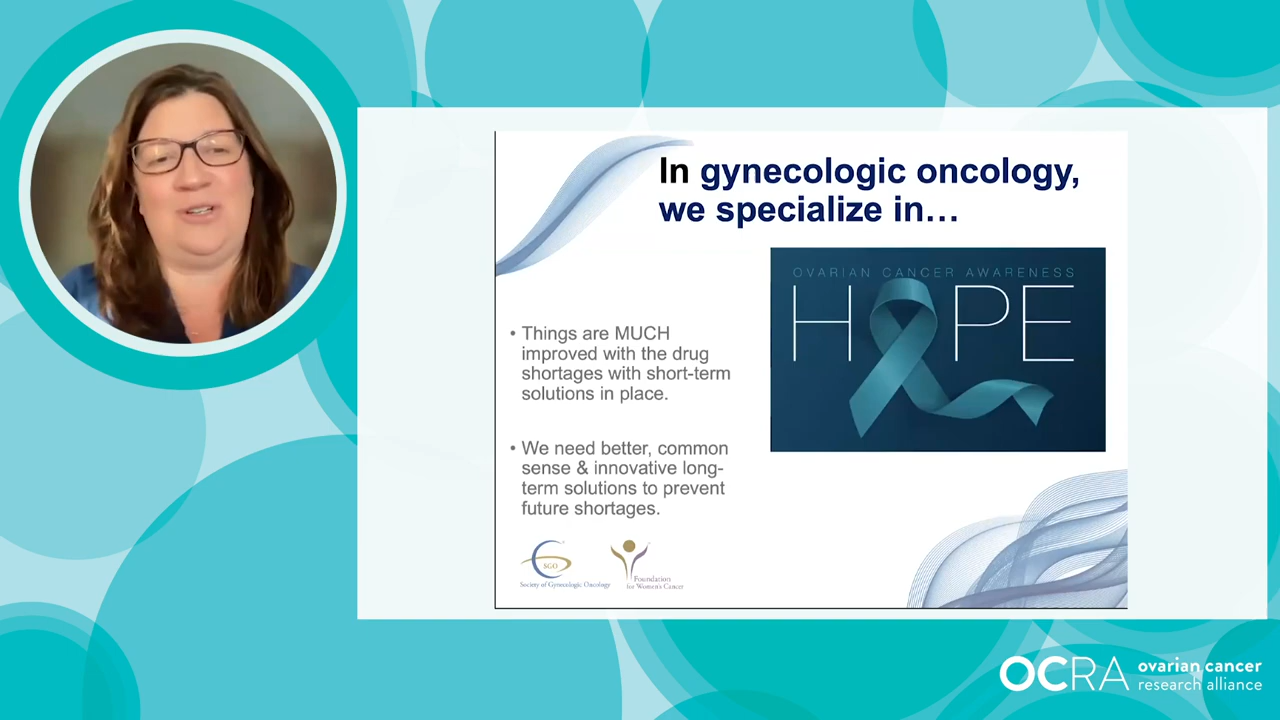 In gynecologic oncology,
we specialize in…
OVARIAN CANCER AWARENESS
HOPE
• Things are MUCH
improved with the drug
shortages with short-term
solutions in place.
• We need better, common
sense & innovative long-
term solutions to prevent
future shortages.
SGO
Society of Gynecologic Oncology
Foundation
for Women's Cancer
OCRA
ovarian cancer
research alliance